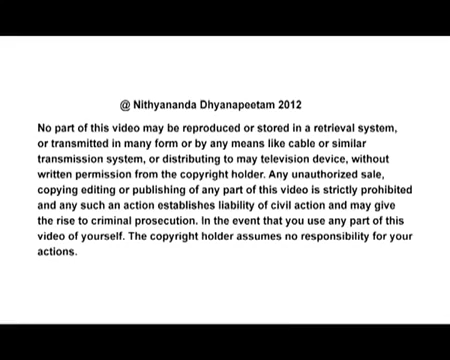 @ Nithyananda Dhyanapeetam 2012
No part of this video may be reproduced or stored in a retrieval system,
or transmitted in many form or by any means like cable or similar
transmission system, or distributing to may television device, without
written permission from the copyright holder. Any unauthorized sale,
copying editing or publishing of any part of this video is strictly prohibited
and any such an action establishes liability of civil action and may give
the rise to criminal prosecution. In the event that you use any part of this
video of yourself. The copyright holder assumes no responsibility for your
actions.